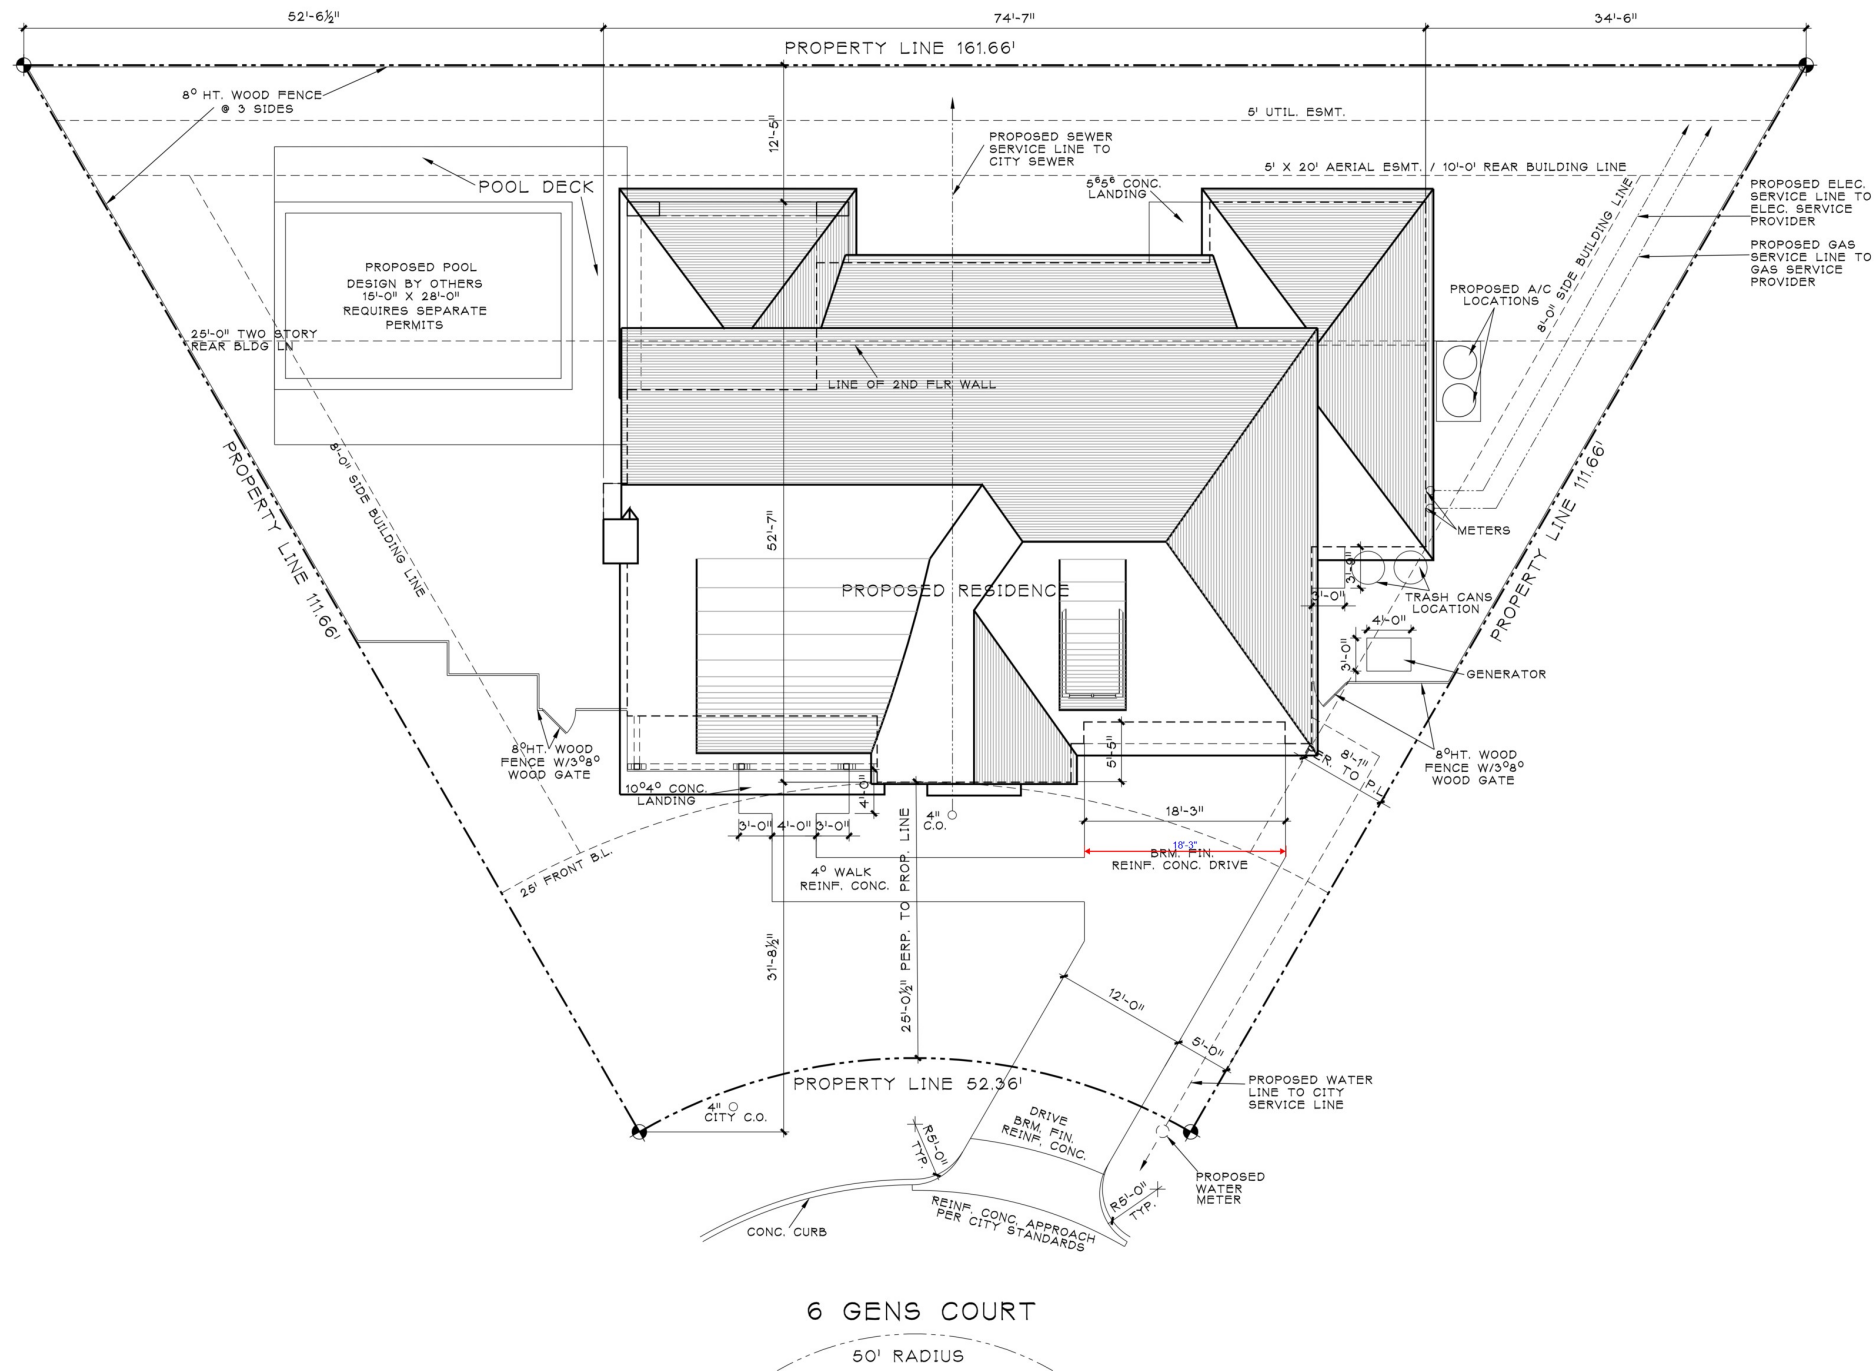 52'-6½"
74'-7"
34'-6"
PROPERTY LINE 161.66'
8⁰ HT. WOOD FENCE
@ 3 SIDES
12'-5"
PROPOSED SEWER
SERVICE LINE TO
CITY SEWER
5' UTIL. ESMT.
5' X 20' AERIAL ESMT. / 10'-0' REAR BUILDING LINE
POOL DECK
5⁶5⁶ CONC.
LANDING
PROPOSED ELEC.
SERVICE LINE TO
ELEC. SERVICE
PROVIDER
PROPOSED GAS
SERVICE LINE TO
GAS SERVICE
PROVIDER
8'-0" SIDE BUILDING LINE
PROPOSED POOL
DESIGN BY OTHERS
15'-0" X 28'-0"
REQUIRES SEPARATE
PERMITS
PROPOSED A/C
LOCATIONS
25'-0" TWO STORY
REAR BLDG LN
LINE OF 2ND FLR WALL
PROPERTY LINE 111.66'
8'-0" SIDE BUILDING LINE
52'-7"
PROPERTY LINE 111.66'
METERS
PROPOSED RESIDENCE
3'-9"
3'-0"
TRASH CANS
LOCATION
4'-0"
3'-0"
GENERATOR
8⁰HT. WOOD
FENCE W/3⁰8⁰
WOOD GATE
5'-5"
8'-1"
PER. TO P.L.
8⁰HT. WOOD
FENCE W/3⁰8⁰
WOOD GATE
10⁰4⁰ CONC.
LANDING
4'-0"
3'-0"
4'-0"
3'-0"
4"
C.O.
18'-3"
18'-3"
BRM. FIN.
REINF. CONC. DRIVE
25' FRONT B.L.
4⁰ WALK
REINF. CONC.
31'-8½"
25'-0½" PERP. TO PROP. LINE
12'-0"
5'-0"
PROPERTY LINE 52.36'
4"
CITY C.O.
PROPOSED WATER
LINE TO CITY
SERVICE LINE
DRIVE
BRM. FIN.
REINF. CONC.
R5'-0"
TYP.
R5'-0"
TYP.
PROPOSED
WATER
METER
CONC. CURB
REINF. CONC. APPROACH
PER CITY STANDARDS
6 GENS COURT
50' RADIUS